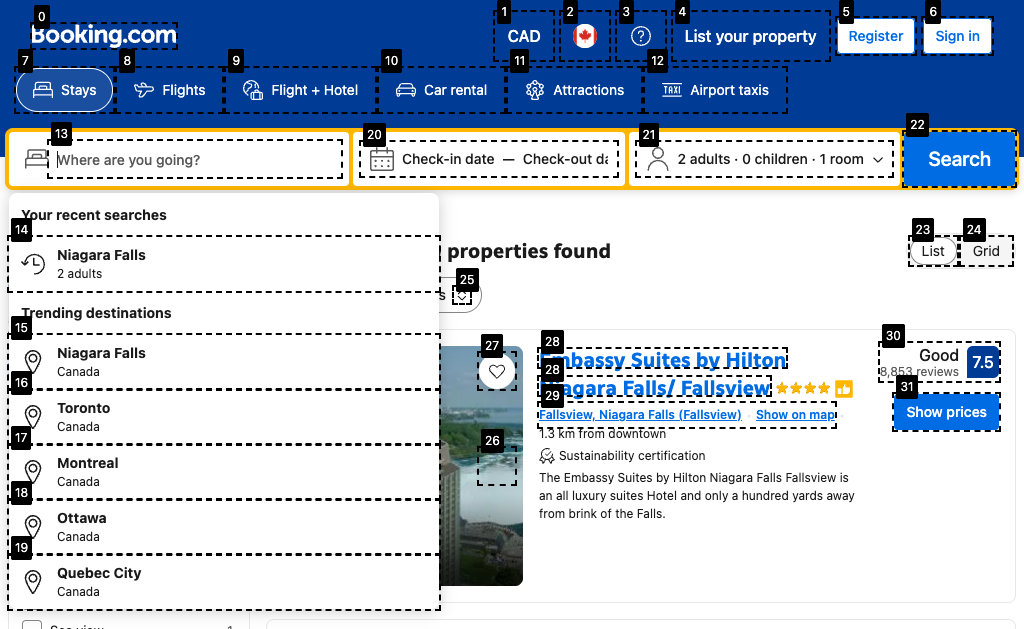 0
1
2
3
4
5
6
Booking.com
CAD
List your property
Register
Sign in
7
8
9
10
11
12
Stays
Flights
Flight + Hotel
Car rental
Attractions
TAXI
Airport taxis
13
20
21
22
Where are you going?
Check-in date — Check-out da
2 adults · 0 children · 1 room
Search
Your recent searches
14
Niagara Falls
2 adults
properties found
23
24
List
Grid
25
s
Trending destinations
15
Niagara Falls
Canada
16
Toronto
Canada
17
Montreal
Canada
18
Ottawa
Canada
19
Quebec City
Canada
27
26
28
Embassy Suites by Hilton
28
Niagara Falls/ Fallsview
29
Fallsview, Niagara Falls (Fallsview) · Show on map ·
1.3 km from downtown
Sustainability certification
The Embassy Suites by Hilton Niagara Falls Fallsview is
an all luxury suites Hotel and only a hundred yards away
from brink of the Falls.
30
Good
8,853 reviews
7.5
31
Show prices